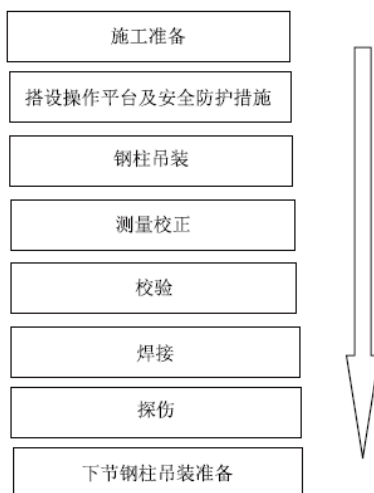 施工准备
搭设操作平台及安全防护措施
钢柱吊装
测量校正
校验
焊接
探伤
下节钢柱吊装准备